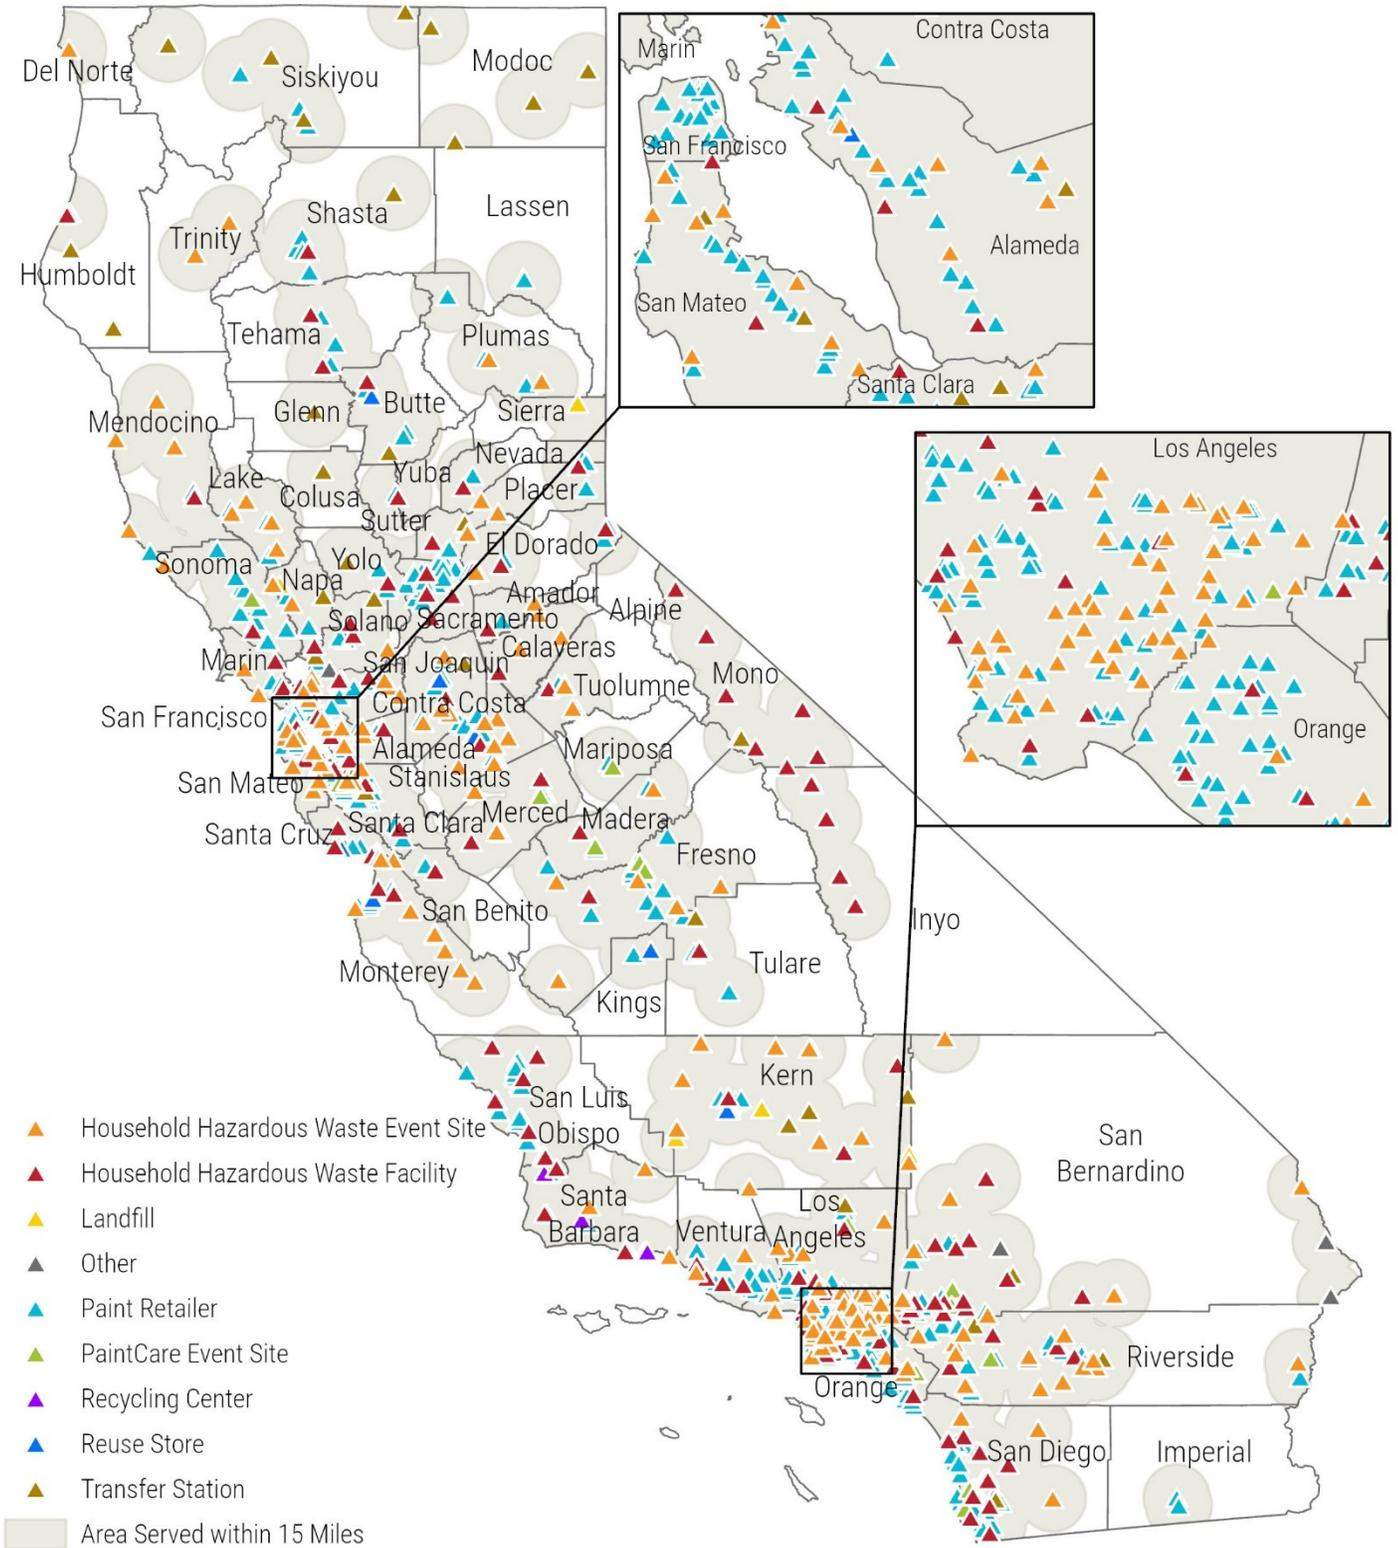 Del Norte
Siskiyou
Modoc
Shasta
Lassen
Trinity
Humboldt
Tehama
Plumas
Mendocino
Glenn
Butte
Sierra
Lake
Colusa
Yuba
Nevada
Placer
Sutter
Sonoma
Yolo
El Dorado
Napa
Amador
Alpine
Solano
Sacramento
Calaveras
Marin
San Joaquin
Tuolumne
Mono
San Francisco
Contra Costa
Alameda
Mariposa
San Mateo
Stanislaus
Santa Cruz
Santa Clara
Merced
Madera
Fresno
San Benito
Inyo
Monterey
Tulare
Kings
Kern
San Luis
Obispo
San
Bernardino
Santa
Barbara
Ventura
Los
Angeles
Orange
Riverside
San Diego
Imperial
Marin
Contra Costa
San Francisco
Alameda
San Mateo
Santa Clara
Los Angeles
Orange
Household Hazardous Waste Event Site
Household Hazardous Waste Facility
Landfill
Other
Paint Retailer
PaintCare Event Site
Recycling Center
Reuse Store
Transfer Station
Area Served within 15 Miles